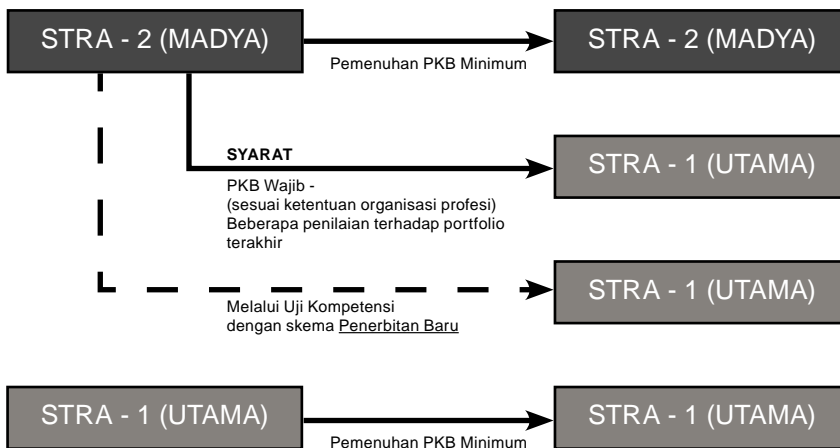 STRA - 2 (MADYA)
Pemenuhan PKB Minimum
STRA - 2 (MADYA)
SYARAT
PKB Wajib -
(sesuai ketentuan organisasi profesi)
Beberapa penilaian terhadap portfolio
terakhir
STRA - 1 (UTAMA)
Melalui Uji Kompetensi
dengan skema Penerbitan Baru
STRA - 1 (UTAMA)
STRA - 1 (UTAMA)
Pemenuhan PKB Minimum
STRA - 1 (UTAMA)